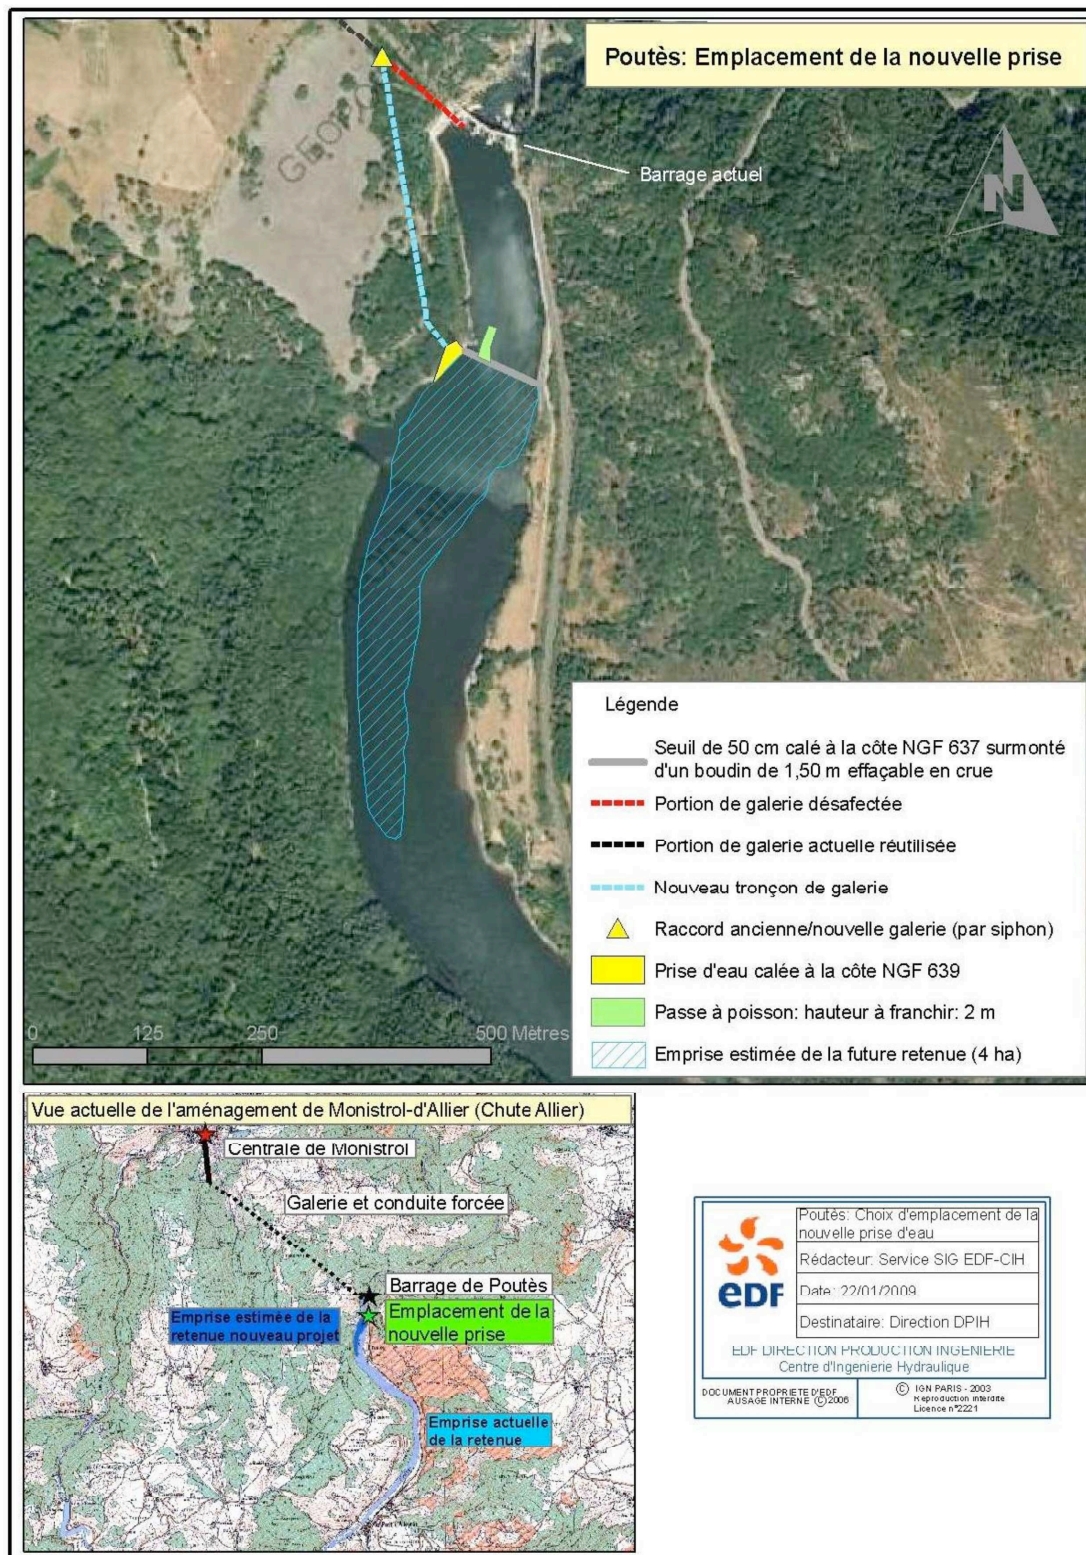 Poutès: Emplacement de la nouvelle prise
GEOTO
Barrage actuel
N
Légende
Seuil de 50 cm calé à la côte NGF 637 surmonté
d'un boudin de 1,50 m effaçable en crue
Portion de galerie désafectée
Portion de galerie actuelle réutilisée
Nouveau tronçon de galerie
Raccord ancienne/nouvelle galerie (par siphon)
Prise d'eau calée à la côte NGF 639
Passe à poisson: hauteur à franchir: 2 m
Emprise estimée de la future retenue (4 ha)
0 125 250 500 Mètres
Vue actuelle de l'aménagement de Monistrol-d'Allier (Chute Allier)
Centrale de Monistrol
Galerie et conduite forcée
Barrage de Poutès
Emprise estimée de la
retenue nouveau projet
Emplacement de la
nouvelle prise
Emprise actuelle
de la retenue
eDF
Poutès: Choix d'emplacement de la
nouvelle prise d'eau
Rédacteur: Service SIG EDF-CIH
Date: 22/01/2009
Destinataire: Direction DPIH
EDF DIRECTION PRODUCTION INGENIERIE
Centre d'Ingenierie Hydraulique
DOCUMENT PROPRIETE D'EDF
AUSAGE INTERNE © 2006
© IGN PARIS - 2003
Reproduction interdite
Licence n°2221